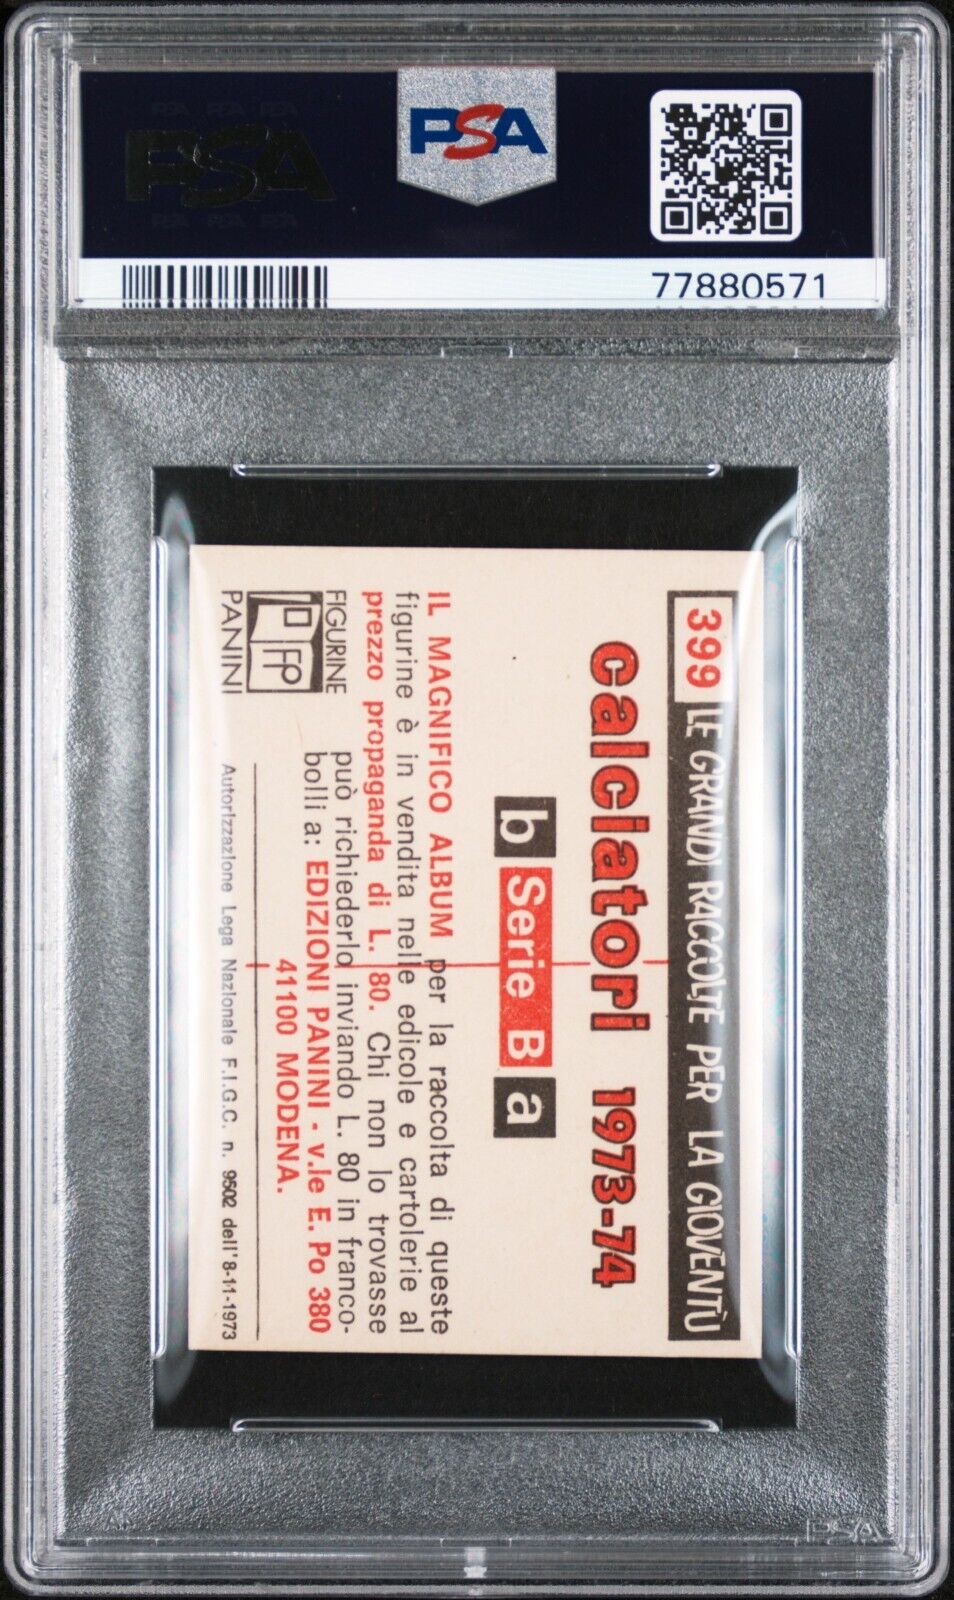 PSA
PSA
77880571
399 LE GRANDI RACCOLTE PER LA GIOVENTÙ
calciatori 1973-74
b Serie B a
IL MAGNIFICO ALBUM per la raccolta di queste
figurine è in vendita nelle edicole e cartolerie al
prezzo propaganda di L. 80. Chi non lo trovasse
può richiederlo inviando L. 80 in franco-
bolli a: EDIZIONI PANINI - v.le E. Po 380
41100 MODENA.
FIGURINE
FP
PANINI
Autorizzazione Lega Nazionale F.I.G.C. n. 9502 dell'8-11-1973
PSA